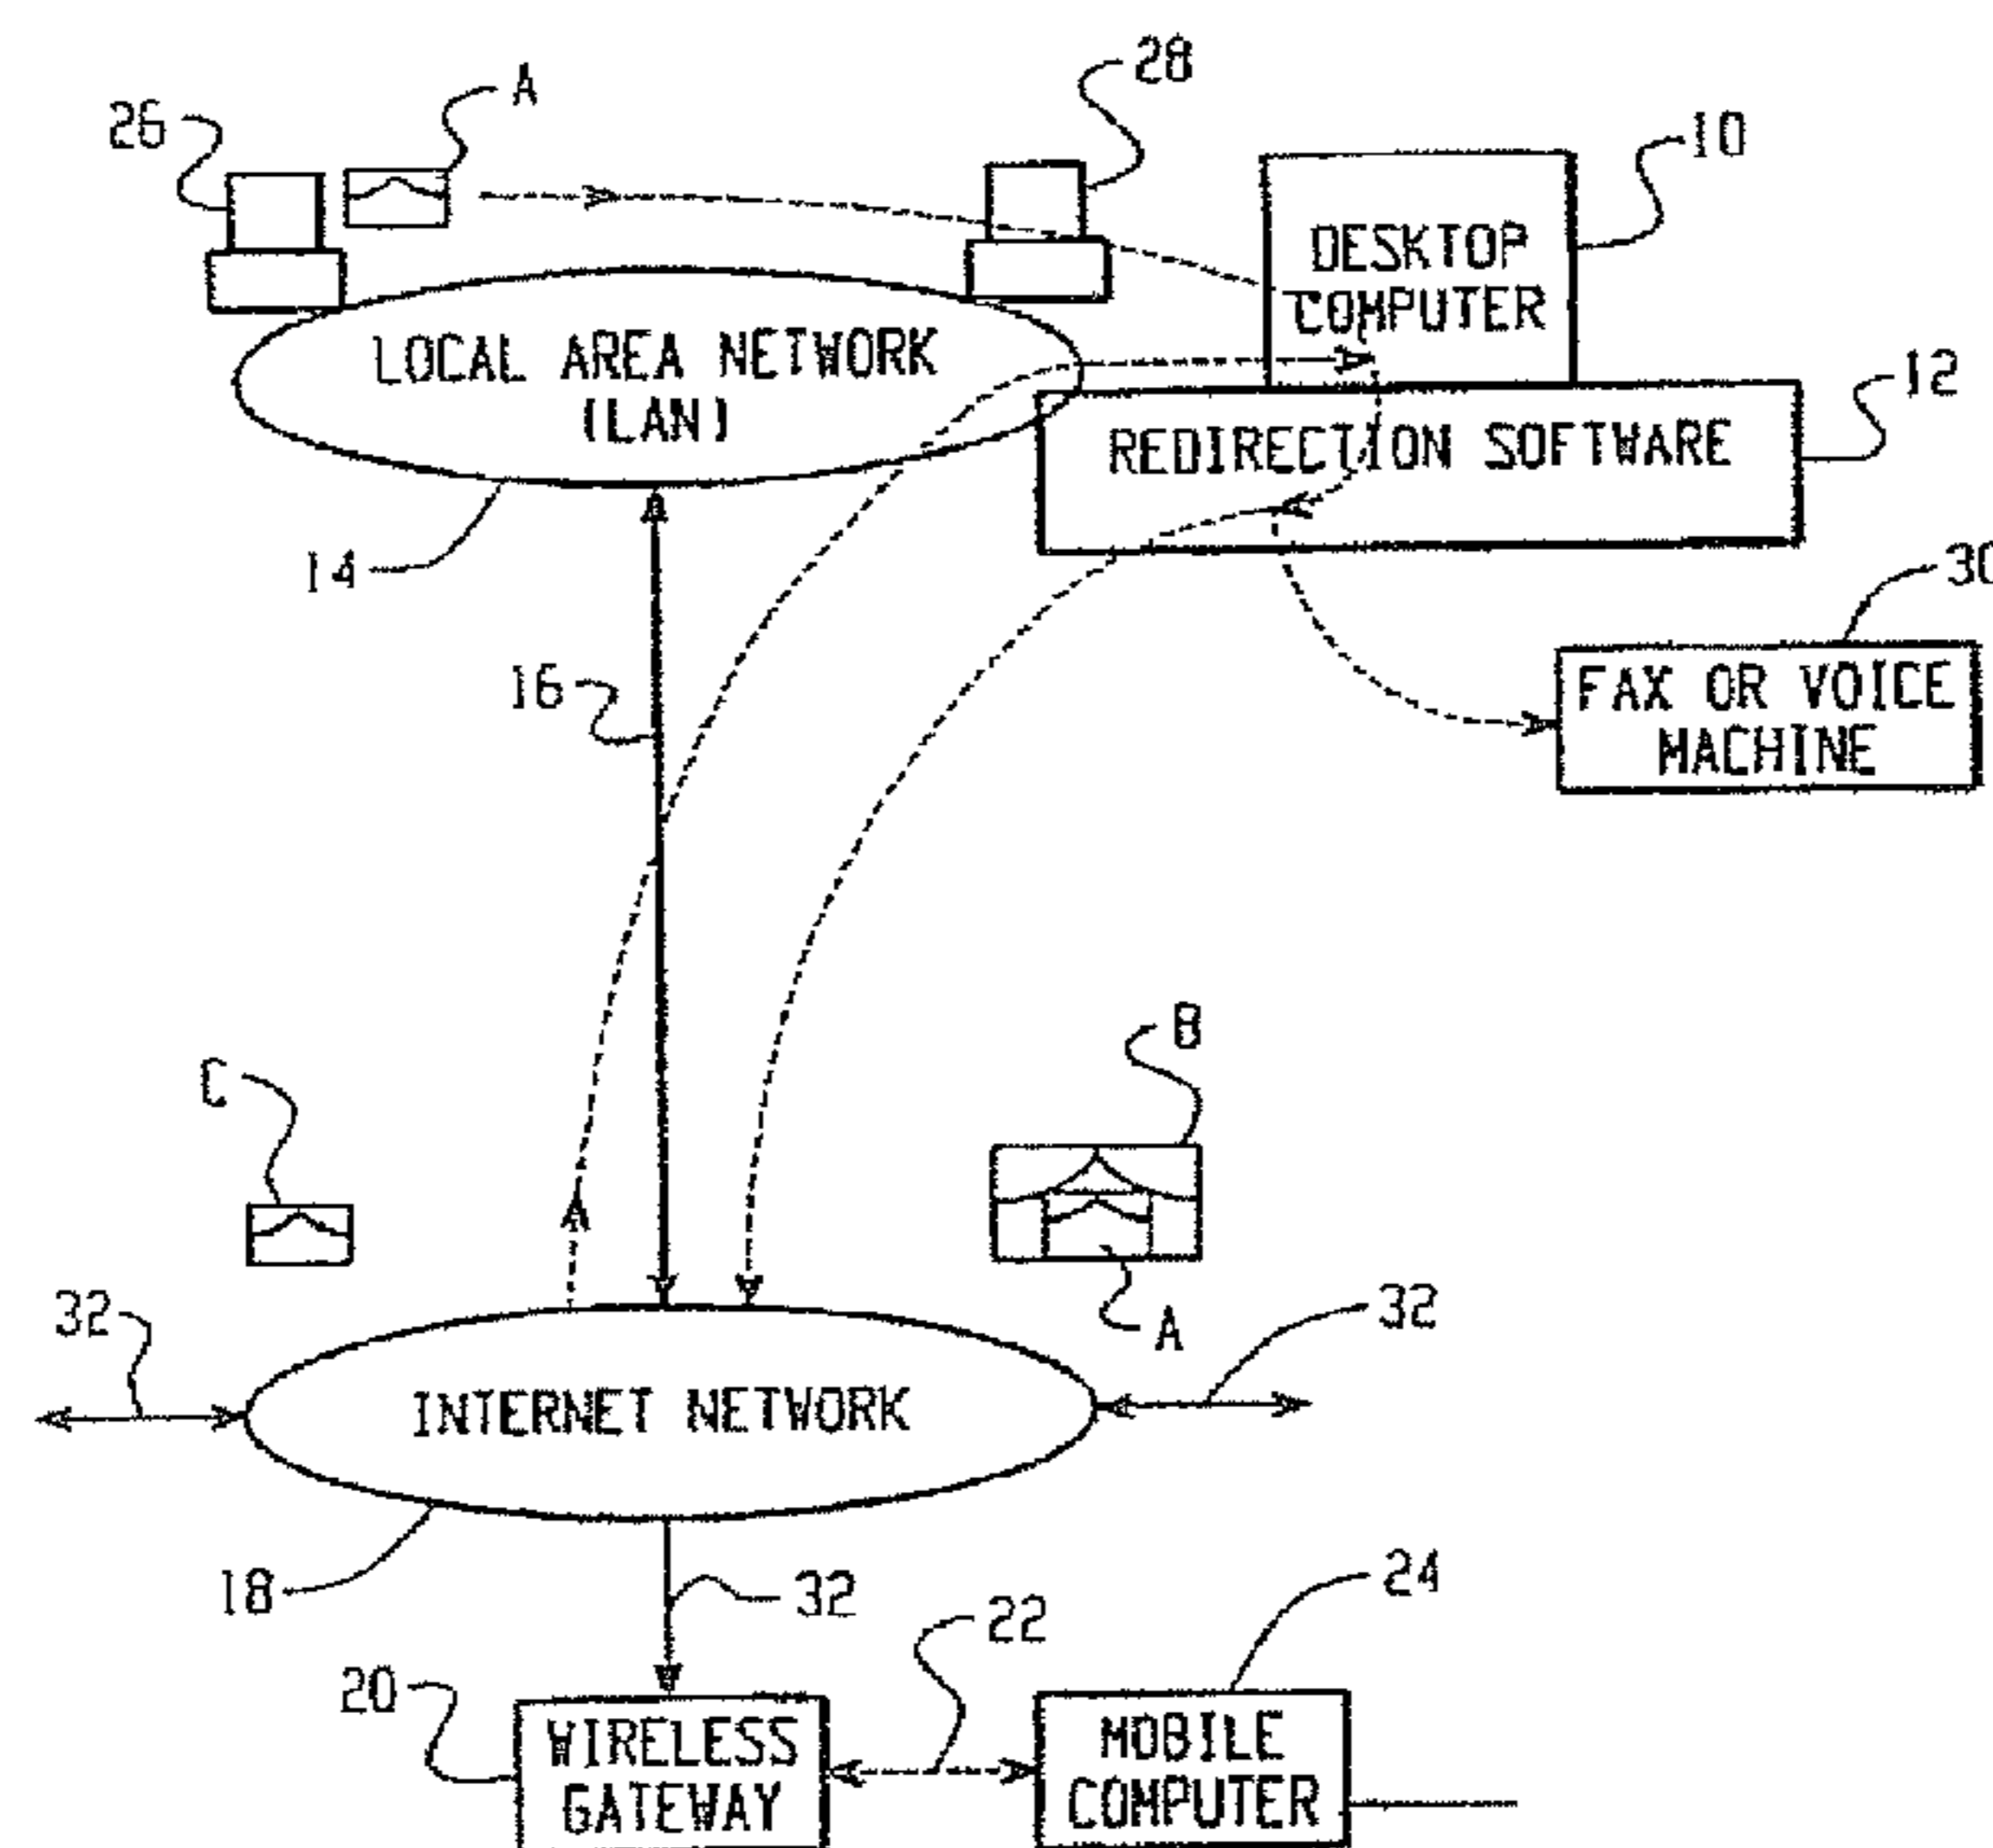 28
A
26
10
DESKTOP
COMPUTER
LOCAL AREA NETWORK
(LAN)
12
REDIRECTION SOFTWARE
14
30
16
FAX OR VOICE
MACHINE
B
C
32
A
32
INTERNET NETWORK
18
32
24
22
20
WIRELESS
GATEWAY
MOBILE
COMPUTER